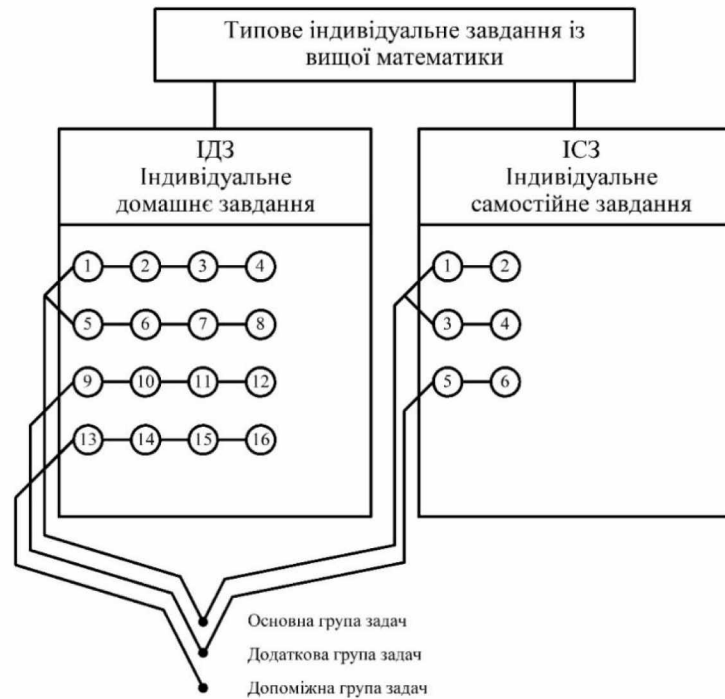 Типове індивідуальне завдання із
вищої математики
ІДЗ
Індивідуальне
домашнє завдання
ІСЗ
Індивідуальне
самостійне завдання
1 2 3 4
5 6 7 8
9 10 11 12
13 14 15 16
1 2
3 4
5 6
Основна група задач
Додаткова група задач
Допоміжна група задач